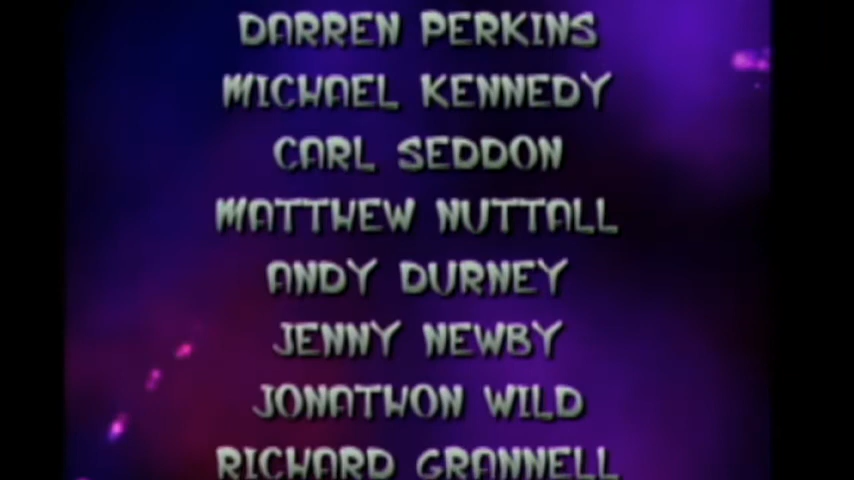 DARREN PERKINS
MICHAEL KENNEDY
CARL SEDDON
MATTHEW NUTTALL
ANDY DURNEY
JENNY NEWBY
JONATHON WILD
RICHARD GRANNELL